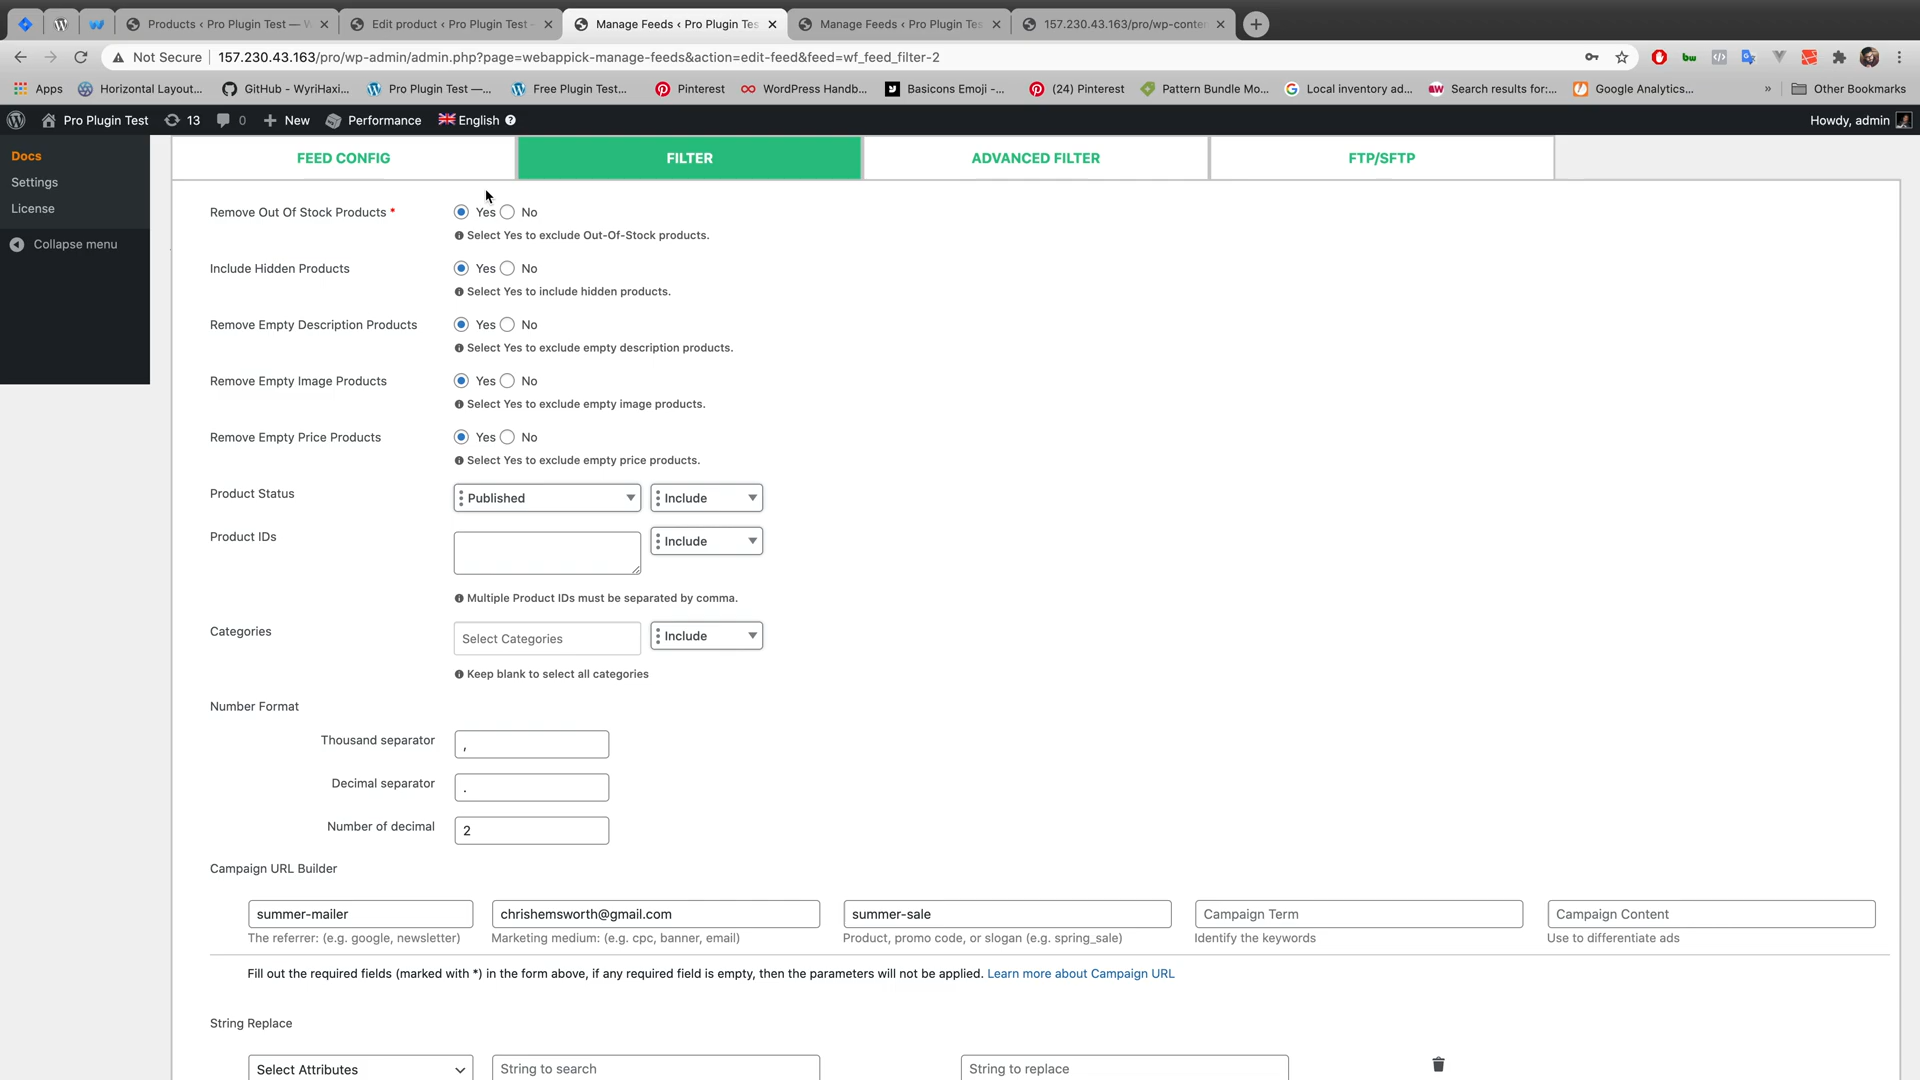 Products ‹ Pro Plugin Test — W
Edit product ‹ Pro Plugin Test
Manage Feeds ‹ Pro Plugin Tes
Manage Feeds ‹ Pro Plugin Tes
157.230.43.163/pro/wp-conten
Not Secure 157.230.43.163/pro/wp-admin/admin.php?page=webappick-manage-feeds&action=edit-feed&feed=wf_feed_filter-2
Apps
Horizontal Layout...
GitHub - WyriHaxi...
Pro Plugin Test —...
Free Plugin Test...
Pinterest
WordPress Handb...
Basicons Emoji -...
(24) Pinterest
Pattern Bundle Mo...
Local inventory ad...
Search results for:...
Google Analytics...
»
Other Bookmarks
Pro Plugin Test
13
0
New
Performance
English
Howdy, admin
Docs
Settings
License
Collapse menu
FEED CONFIG
FILTER
ADVANCED FILTER
FTP/SFTP
Remove Out Of Stock Products * Yes No
Select Yes to exclude Out-Of-Stock products.
Include Hidden Products Yes No
Select Yes to include hidden products.
Remove Empty Description Products Yes No
Select Yes to exclude empty description products.
Remove Empty Image Products Yes No
Select Yes to exclude empty image products.
Remove Empty Price Products Yes No
Select Yes to exclude empty price products.
Product Status Published Include
Product IDs Include
Multiple Product IDs must be separated by comma.
Categories Select Categories Include
Keep blank to select all categories
Number Format
Thousand separator ,
Decimal separator .
Number of decimal 2
Campaign URL Builder
summer-mailer chrishemsworth@gmail.com summer-sale Campaign Term Campaign Content
The referrer: (e.g. google, newsletter) Marketing medium: (e.g. cpc, banner, email) Product, promo code, or slogan (e.g. spring_sale) Identify the keywords Use to differentiate ads
Fill out the required fields (marked with *) in the form above, if any required field is empty, then the parameters will not be applied. Learn more about Campaign URL
String Replace
Select Attributes String to search String to replace